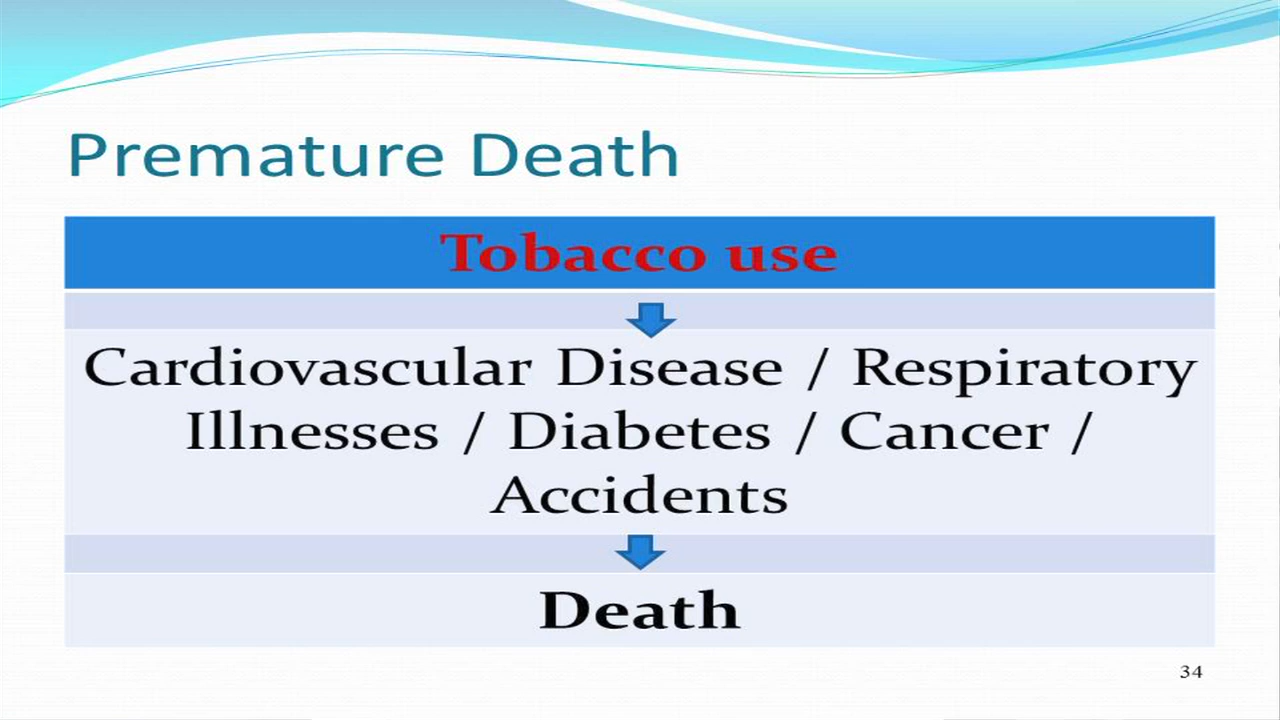 Premature Death
Tobacco use
Cardiovascular Disease / Respiratory
Illnesses / Diabetes / Cancer /
Accidents
Death
34